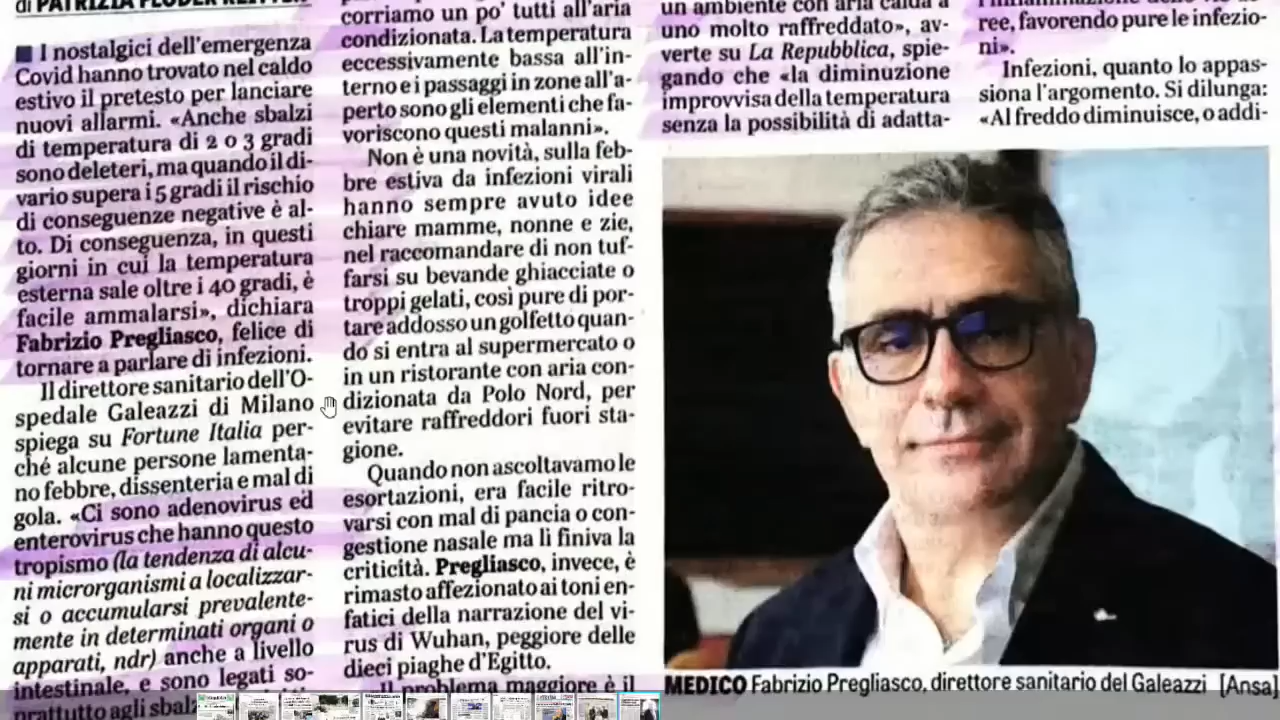 di PATRIZIA FLODER REITTER
■ I nostalgici dell'emergenza
Covid hanno trovato nel caldo
estivo il pretesto per lanciare
nuovi allarmi. «Anche sbalzi
di temperatura di 2 o 3 gradi
sono deleteri, ma quando il di-
vario supera i 5 gradi il rischio
di conseguenze negative è al-
to. Di conseguenza, in questi
giorni in cui la temperatura
esterna sale oltre i 40 gradi, è
facile ammalarsi», dichiara
Fabrizio Pregliasco, felice di
tornare a parlare di infezioni.
Il direttore sanitario dell'O-
spedale Galeazzi di Milano
spiega su Fortune Italia per-
ché alcune persone lamenta-
no febbre, dissenteria e mal di
gola. «Ci sono adenovirus ed
enterovirus che hanno questo
tropismo (la tendenza di alcu-
ni microrganismi a localizzar-
si o accumularsi prevalente-
mente in determinati organi o
apparati, ndr) anche a livello
intestinale, e sono legati so-
prattutto agli sbalz
corriamo un po' tutti all'aria
condizionata. La temperatura
eccessivamente bassa all'in-
terno e i passaggi in zone all'a-
perto sono gli elementi che fa-
voriscono questi malanni».
Non è una novità, sulla feb-
bre estiva da infezioni virali
hanno sempre avuto idee
chiare mamme, nonne e zie,
nel raccomandare di non tuf-
farsi su bevande ghiacciate o
troppi gelati, così pure di por-
tare addosso un golfetto quan-
do si entra al supermercato o
in un ristorante con aria con-
dizionata da Polo Nord, per
evitare raffreddori fuori sta-
gione.
Quando non ascoltavamo le
esortazioni, era facile ritro-
varsi con mal di pancia o con-
gestione nasale ma lì finiva la
criticità. Pregliasco, invece, è
rimasto affezionato ai toni en-
fatici della narrazione del vi-
rus di Wuhan, peggiore delle
dieci piaghe d'Egitto.
Il problema maggiore è il
un ambiente con aria calda a
uno molto raffreddato», av-
verte su La Repubblica, spie-
gando che «la diminuzione
improvvisa della temperatura
senza la possibilità di adatta-
ree, favorendo pure le infezio-
ni».
Infezioni, quanto lo appas-
siona l'argomento. Si dilunga:
«Al freddo diminuisce, o addi-
MEDICO Fabrizio Pregliasco, direttore sanitario del Galeazzi [Ansa]